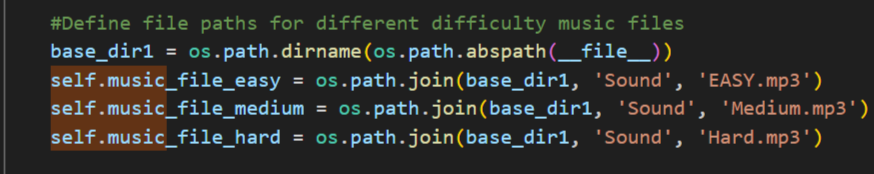 #Define file paths for different difficulty music files
base_dir1 = os.path.dirname(os.path.abspath(__file__))
self.music_file_easy = os.path.join(base_dir1, 'Sound', 'EASY.mp3')
self.music_file_medium = os.path.join(base_dir1, 'Sound', 'Medium.mp3')
self.music_file_hard = os.path.join(base_dir1, 'Sound', 'Hard.mp3')